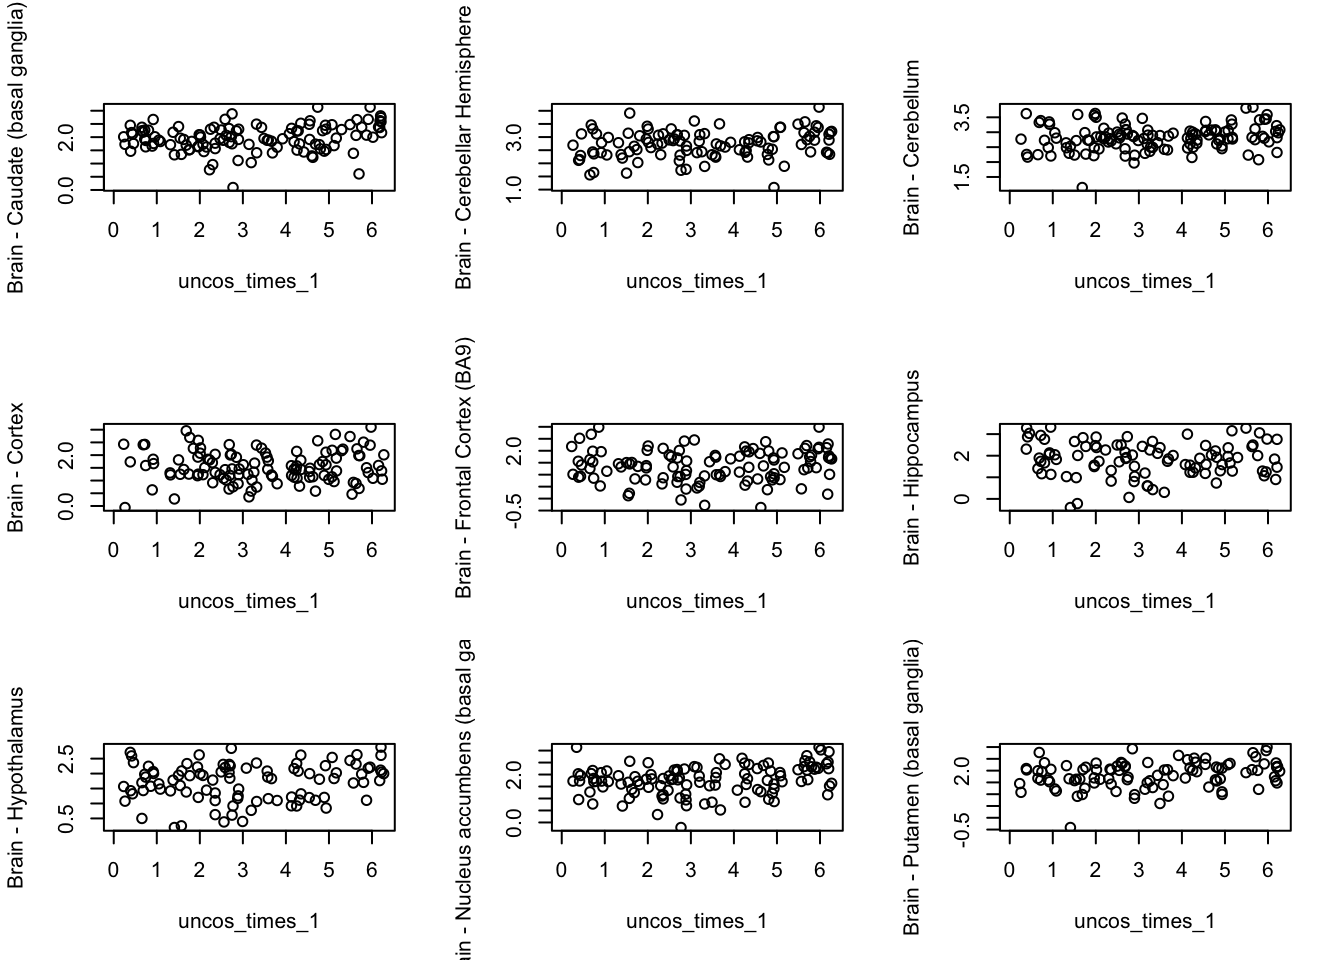 Brain - Caudate (basal ganglia)
0.0 2.0
0 1 2 3 4 5 6
uncos_times_1
Brain - Cerebellar Hemisphere
1.0 3.0
0 1 2 3 4 5 6
uncos_times_1
Brain - Cerebellum
1.5 3.5
0 1 2 3 4 5 6
uncos_times_1
Brain - Cortex
0.0 2.0
0 1 2 3 4 5 6
uncos_times_1
Brain - Frontal Cortex (BA9)
-0.5 2.0
0 1 2 3 4 5 6
uncos_times_1
Brain - Hippocampus
0 2
0 1 2 3 4 5 6
uncos_times_1
Brain - Hypothalamus
0.5 2.5
0 1 2 3 4 5 6
uncos_times_1
ain - Nucleus accumbens (basal ga
0.0 2.0
0 1 2 3 4 5 6
uncos_times_1
Brain - Putamen (basal ganglia)
-0.5 2.0
0 1 2 3 4 5 6
uncos_times_1